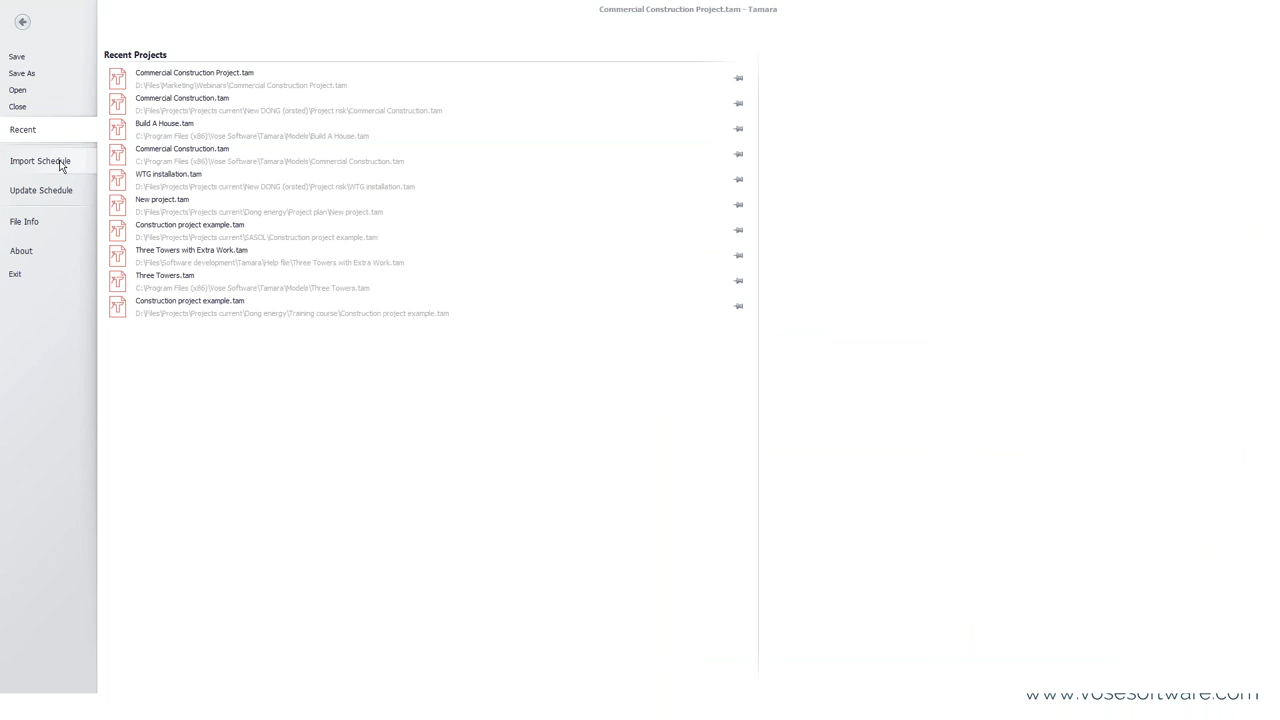 Commercial Construction Project.tam - Tamara
Save
Save As
Open
Close
Recent
Import Schedule
Update Schedule
File Info
About
Exit
Recent Projects
Commercial Construction Project.tam
D:\Files\Marketing\Webinars\Commercial Construction Project.tam
Commercial Construction.tam
D:\Files\Projects\Projects current\New DONG (orsted)\Project risk\Commercial Construction.tam
Build A House.tam
C:\Program Files (x86)\Vose Software\Tamara\Models\Build A House.tam
Commercial Construction.tam
C:\Program Files (x86)\Vose Software\Tamara\Models\Commercial Construction.tam
WTG installation.tam
D:\Files\Projects\Projects current\New DONG (orsted)\Project risk\WTG installation.tam
New project.tam
D:\Files\Projects\Projects current\Dong energy\Project plan\New project.tam
Construction project example.tam
D:\Files\Projects\Projects current\SASOL\Construction project example.tam
Three Towers with Extra Work.tam
D:\Files\Software development\Tamara\Help file\Three Towers with Extra Work.tam
Three Towers.tam
C:\Program Files (x86)\Vose Software\Tamara\Models\Three Towers.tam
Construction project example.tam
D:\Files\Projects\Projects current\Dong energy\Training course\Construction project example.tam
www.vosesoftware.com